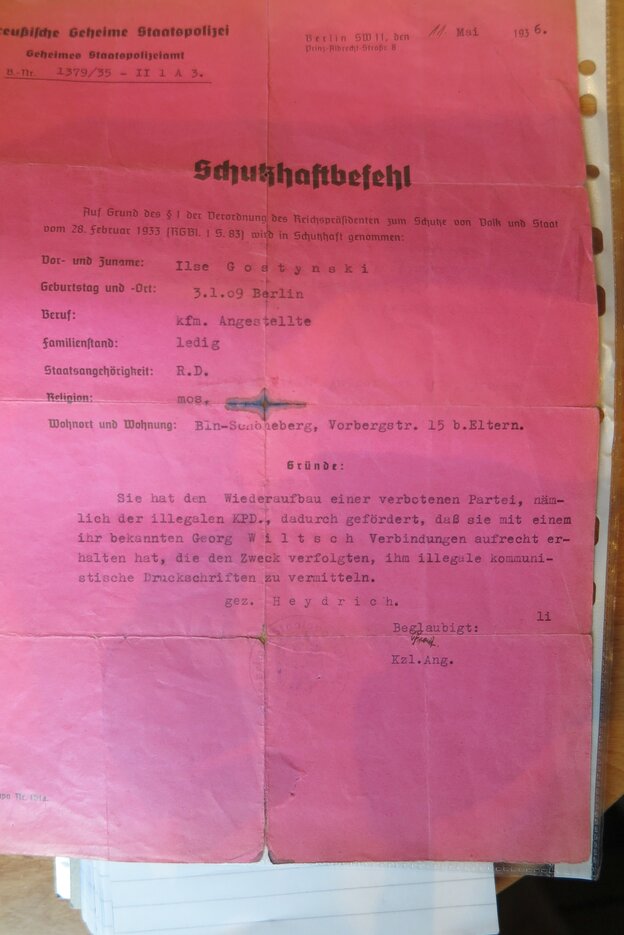 reußische Geheime Staatspolizei
Geheimes Staatspolizeiamt
B.-Nr. 1379/35 - II 1 A 3.
Berlin SW 11, den 11. Mai 1936.
Prinz-Albrecht-Straße 8
Schutzhaftbefehl
Auf Grund des § 1 der Verordnung des Reichspräsidenten zum Schutze von Volk und Staat
vom 28. Februar 1933 (RGBl. I S. 83) wird in Schutzhaft genommen:
Vor- und Zuname: Ilse Gostynski
Geburtstag und -Ort: 3.1.09 Berlin
Beruf: kfm. Angestellte
Familienstand: ledig
Staatsangehörigkeit: R.D.
Religion: mos.
Wohnort und Wohnung: Bln-Schöneberg, Vorbergstr. 15 b.Eltern.
Gründe:
Sie hat den Wiederaufbau einer verbotenen Partei, näm-
lich der illegalen KPD., dadurch gefördert, daß sie mit einem
ihr bekannten Georg Wiltsch Verbindungen aufrecht er-
halten hat, die den Zweck verfolgten, ihm illegale kommuni-
stische Druckschriften zu vermitteln.
gez. Heydrich.
li
Beglaubigt:
Kzl.Ang.